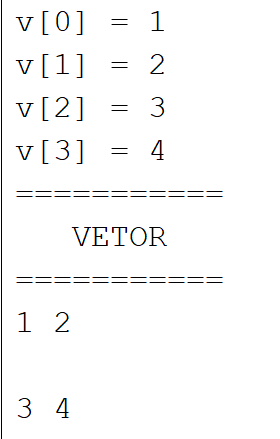 v[0] = 1
v[1] = 2
v[2] = 3
v[3] = 4
===========
VETOR
===========
1 2
3 4